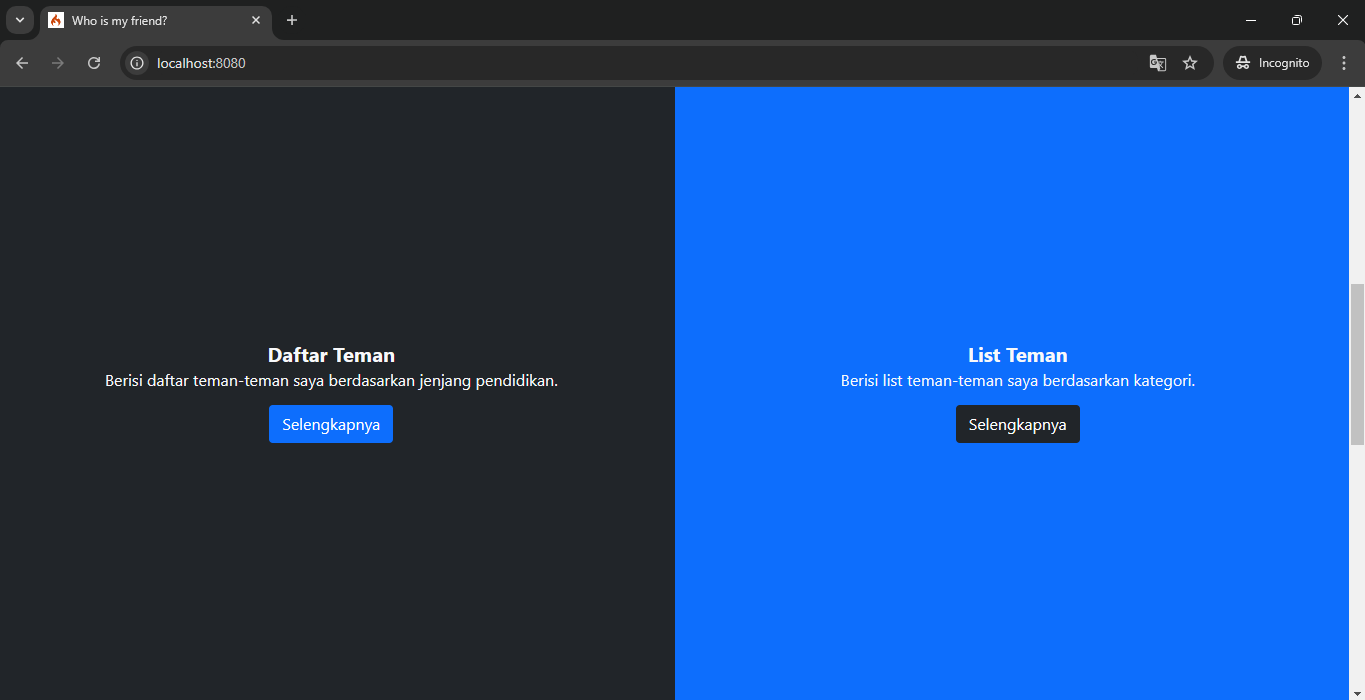 Who is my friend?
localhost:8080
Incognito
Daftar Teman
Berisi daftar teman-teman saya berdasarkan jenjang pendidikan.
Selengkapnya
List Teman
Berisi list teman-teman saya berdasarkan kategori.
Selengkapnya